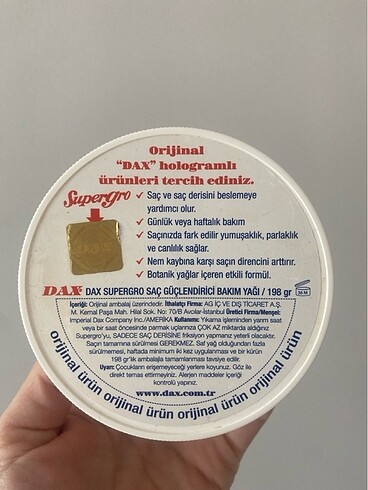 Orijinal
“DAX” hologramlı
ürünleri tercih ediniz.
Supergro
DAX
✓ Saç ve saç derisini beslemeye
yardımcı olur.
✓ Günlük veya haftalık bakım
✓ Saçınızda fark edilir yumuşaklık, parlaklık
ve canlılık sağlar.
✓ Nem kaybına karşı saçın direncini arttırır.
✓ Botanik yağlar içeren etkili formül.
DAX DAX SUPERGRO SAÇ GÜÇLENDİRİCİ BAKIM YAĞI / 198 gr
İçeriği: Orijinal ambalaj üzerindedir. İthalatçı Firma: AG İÇ VE DIŞ TİCARET A.Ş.
M. Kemal Paşa Mah. Hilal Sok. No: 70/B Avcılar-İstanbul Üretici Firma/Menşei:
Imperial Dax Company Inc./AMERİKA Kullanımı: Yıkama işleminden yarım saat
veya bir saat öncesinde parmak uçlarınıza ÇOK AZ miktarda aldığınız
Supergro'yu, SADECE SAÇ DERİSİNE friksiyon yapmanız yeterli olacaktır.
Saçın tamamına sürülmesi GEREKMEZ. Saf yağ olduğundan fazla
sürülmemesi, haftada minimum iki kez uygulanması ve bir kürün
198 gr'lık ambalajla tamamlanması tavsiye edilir.
Uyarı: Çocukların erişemeyeceği yerlere koyunuz. Göz ile
direk temas ettirmeyiniz. Alerjen maddeler içeriği
kontrolü yapınız.
www.dax.com.tr
orijinal ürün orijinal ürün orijinal ürün orijinal ürün